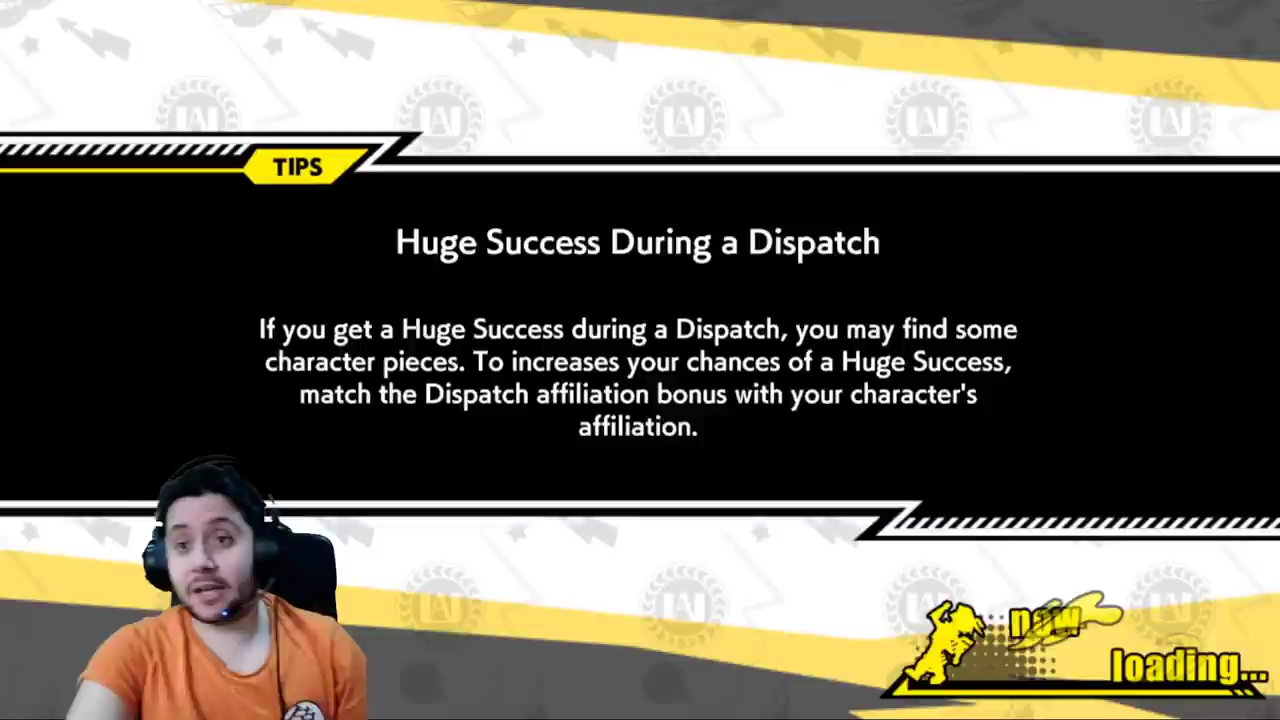 TIPS
Huge Success During a Dispatch
If you get a Huge Success during a Dispatch, you may find some
character pieces. To increases your chances of a Huge Success,
match the Dispatch affiliation bonus with your character's
affiliation.
now
loading...